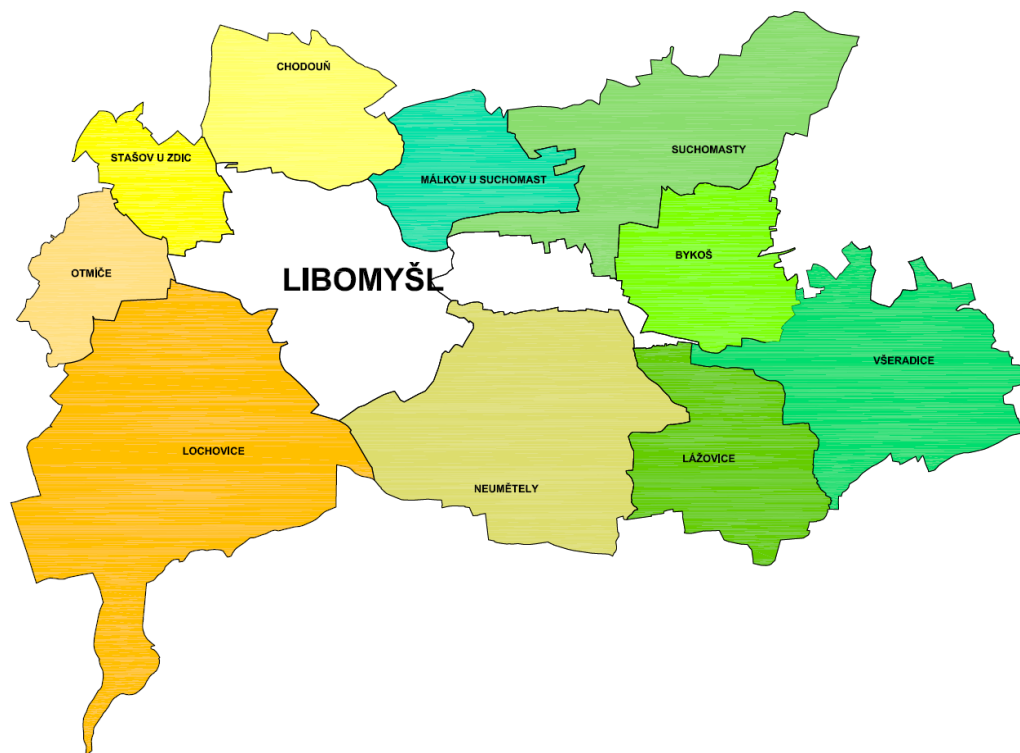 CHODOUŇ
SUCHOMASTY
STAŠOV U ZDIC
MÁLKOV U SUCHOMAST
BYKOŠ
OTMÍČE
LIBOMYŠL
VŠERADICE
LOCHOVICE
LÁŽOVICE
NEUMĚTELY